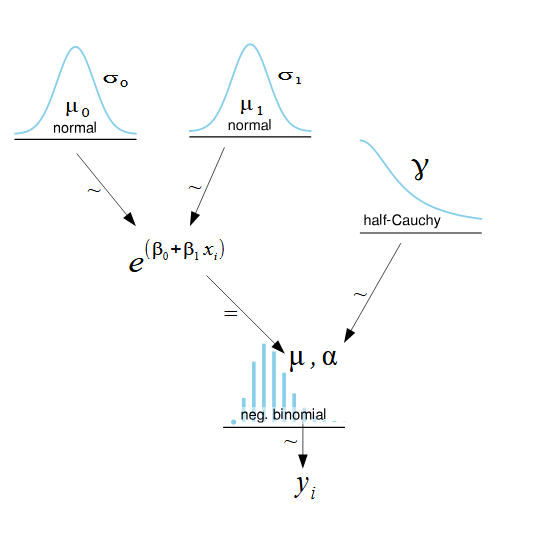 σ₀
σ₁
μ₀
μ₁
normal
normal
γ
half-Cauchy
~
~
e^(β₀+β₁xᵢ)
~
=
μ , α
neg. binomial
~
yᵢ